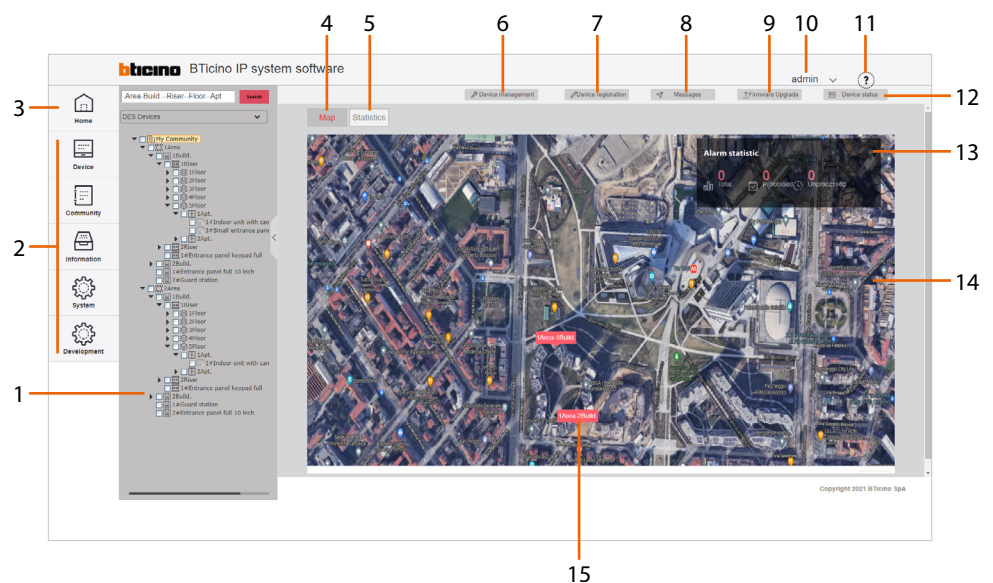 4
5
6
7
8
9
10
11
bticino BTicino IP system software
admin
?
3
Home
-Area-Build.--Riser--Floor--Apt
Search
Device management
Device registration
Messages
Firmware Upgrade
Device status
12
DES Devices
Map
Statistics
My Community
1Area
1Build.
1Riser
1Floor
2Floor
3Floor
4Floor
5Floor
1Apt.
1#Indoor unit with can
3#Small entrance pan
2Apt.
2Riser
1#Entrance panel keypad full
2Build.
1#Entrance panel full 10 inch
2#Guard station
2Area
1Build.
1Riser
1Floor
2Floor
3Floor
4Floor
5Floor
1Apt.
1#Indoor unit with can
2Apt.
2Riser
1#Entrance panel keypad full
2Build.
1#Guard station
2#Entrance panel full 10 inch
Device
Community
2
Information
System
Development
1
Alarm statistic
0
0
0
Total
Processed
Unprocessed
13
14
1Area-1Build
1Area-2Build
Copyright 2021 BTicino SpA
15